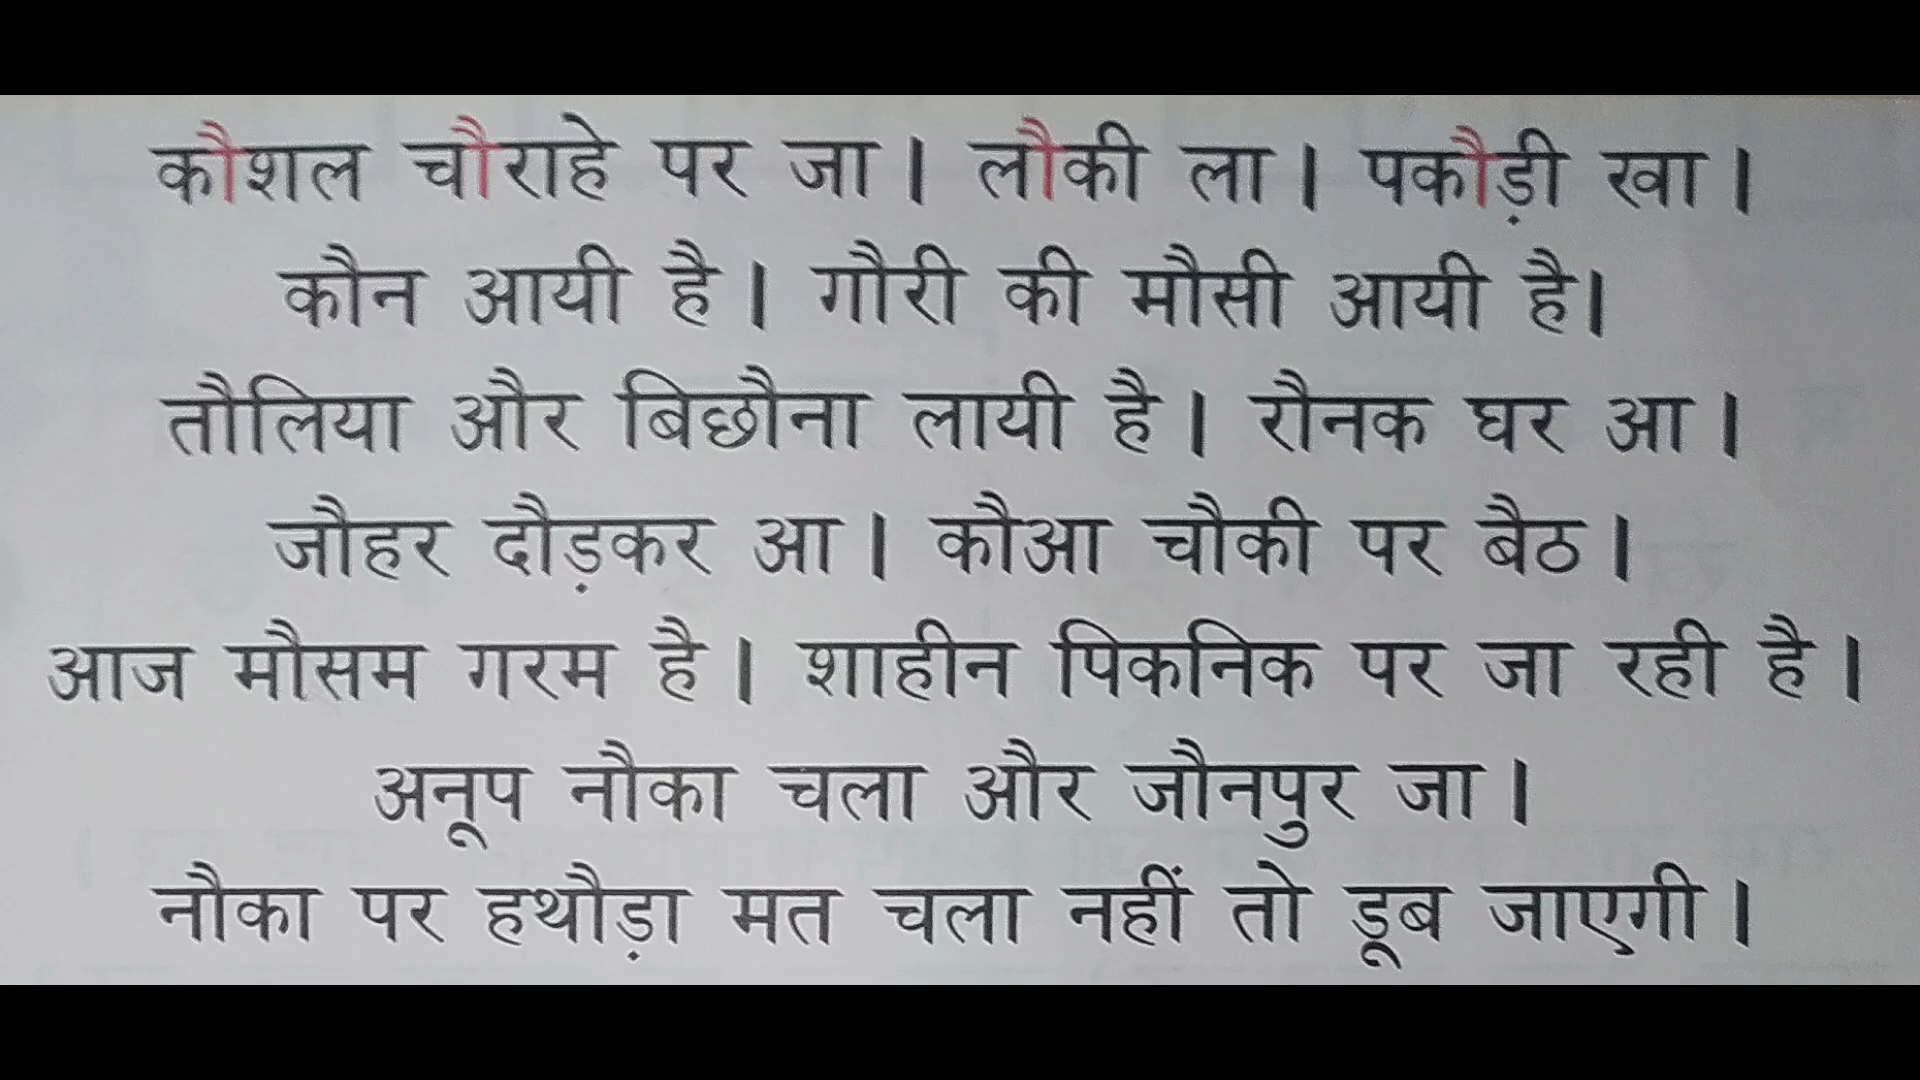 कौशल चौराहे पर जा। लौकी ला। पकौड़ी खा।
कौन आयी है। गौरी की मौसी आयी है।
तौलिया और बिछौना लायी है। रौनक घर आ।
जौहर दौड़कर आ। कौआ चौकी पर बैठ।
आज मौसम गरम है। शाहीन पिकनिक पर जा रही है।
अनूप नौका चला और जौनपुर जा।
नौका पर हथौड़ा मत चला नहीं तो डूब जाएगी।